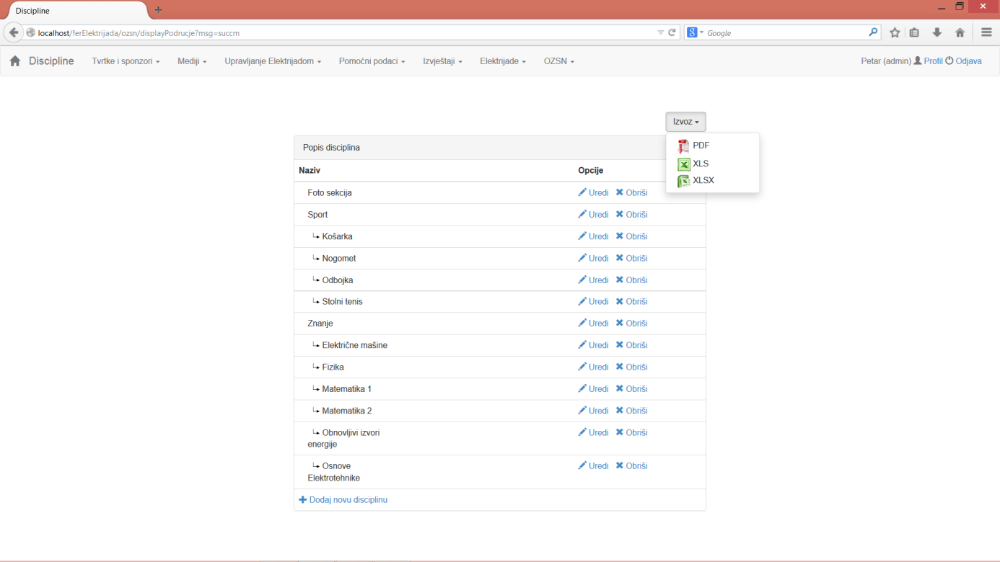 Discipline
localhost/ferElektrijada/ozsn/displayPodrucje?msg=succm
Google
Discipline Tvrtke i sponzori Mediji Upravljanje Elektrijadom Pomoćni podaci Izvještaji Elektrijade OZSN Petar (admin) Profil Odjava
Izvoz
PDF
XLS
XLSX
Popis disciplina
Naziv Opcije
Foto sekcija Uredi Obriši
Sport Uredi Obriši
Košarka Uredi Obriši
Nogomet Uredi Obriši
Odbojka Uredi Obriši
Stolni tenis Uredi Obriši
Znanje Uredi Obriši
Električne mašine Uredi Obriši
Fizika Uredi Obriši
Matematika 1 Uredi Obriši
Matematika 2 Uredi Obriši
Obnovljivi izvori Uredi Obriši
energije
Osnove Uredi Obriši
Elektrotehnike
Dodaj novu disciplinu